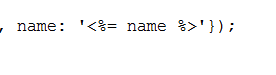 , name: '<%= name %>'});